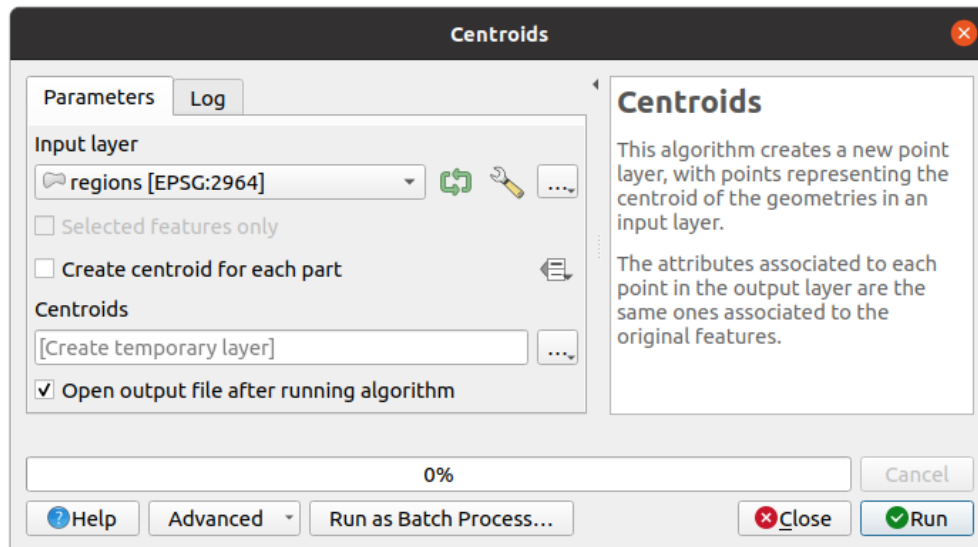 Centroids
Parameters
Log
Input layer
regions [EPSG:2964]
...
Selected features only
Create centroid for each part
Centroids
[Create temporary layer]
...
Open output file after running algorithm
Centroids
This algorithm creates a new point
layer, with points representing the
centroid of the geometries in an
input layer.
The attributes associated to each
point in the output layer are the
same ones associated to the
original features.
0%
Cancel
Help
Advanced
Run as Batch Process...
Close
Run